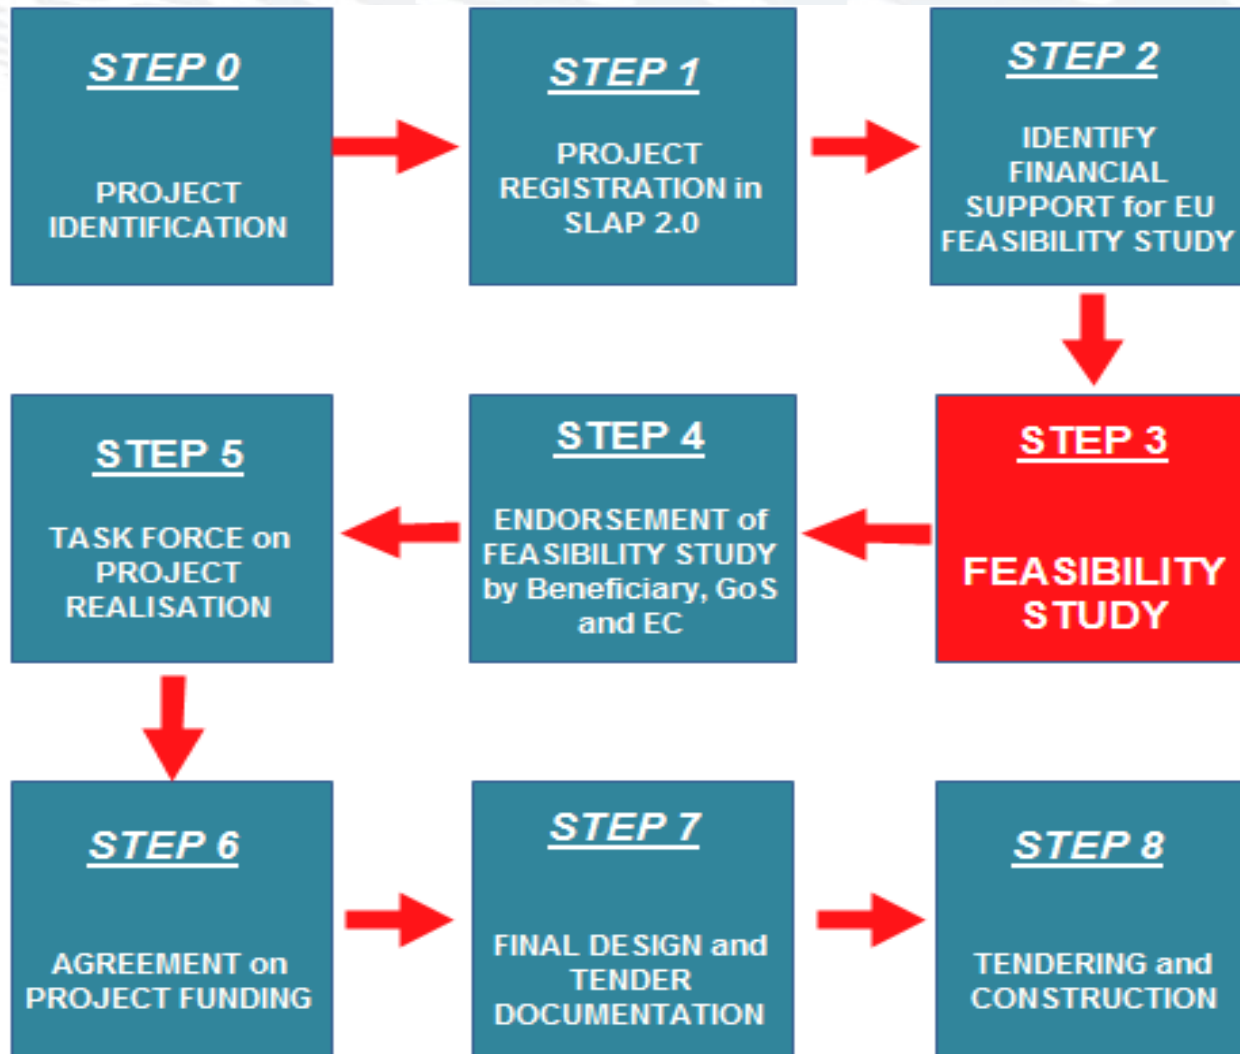 STEP 0
PROJECT
IDENTIFICATION
STEP 1
PROJECT
REGISTRATION in
SLAP 2.0
STEP 2
IDENTIFY
FINANCIAL
SUPPORT for EU
FEASIBILITY STUDY
STEP 3
FEASIBILITY
STUDY
STEP 4
ENDORSEMENT of
FEASIBILITY STUDY
by Beneficiary, GoS
and EC
STEP 5
TASK FORCE on
PROJECT
REALISATION
STEP 6
AGREEMENT on
PROJECT FUNDING
STEP 7
FINAL DESIGN and
TENDER
DOCUMENTATION
STEP 8
TENDERING and
CONSTRUCTION